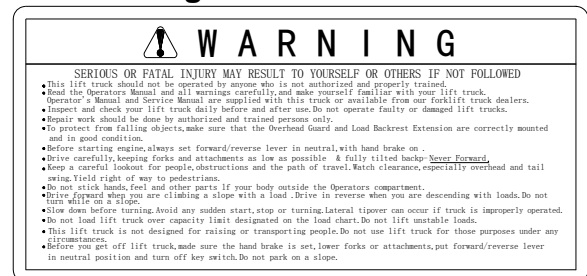 WARNING
SERIOUS OR FATAL INJURY MAY RESULT TO YOURSELF OR OTHERS IF NOT FOLLOWED
•This lift truck should not be operated by anyone who is not authorized and properly trained.
•Read the Operators Manual and all warnings carefully, and make yourself familiar with your lift truck.
Operator's Manual and Service Manual are supplied with this truck or available from our forklift truck dealers.
•Inspect and check your lift truck daily before and after use. Do not operate faulty or damaged lift trucks.
•Repair work should be done by authorized and trained persons only.
•To protect from falling objects, make sure that the Overhead Guard and Load Backrest Extension are correctly mounted
and in good condition.
•Before starting engine, always set forward/reverse lever in neutral, with hand brake on .
•Drive carefully, keeping forks and attachments as low as possible & fully tilted backp-Never Forward.
•Keep a careful lookout for people, obstructions and the path of travel. Watch clearance, especially overhead and tail
swing. Yield right of way to pedestrians.
•Do not stick hands, feel and other parts lf your body outside the Operators compartment.
•Drive forward when you are climbing a slope with a load . Drive in reverse when you are descending with loads. Do not
turn while on a slope.
•Slow down before turning. Avoid any sudden start, stop or turning. Lateral tipover can occur if truck is improperly operated.
•Do not load lift truck over capacity limit designated on the load chart. Do not lift unstable loads.
•This lift truck is not designed for raising or transporting people. Do not use lift truck for those purposes under any
circumstances.
•Before you get off lift truck, made sure the hand brake is set, lower forks or attachments, put forward/reverse lever
in neutral position and turn off key switch. Do not park on a slope.